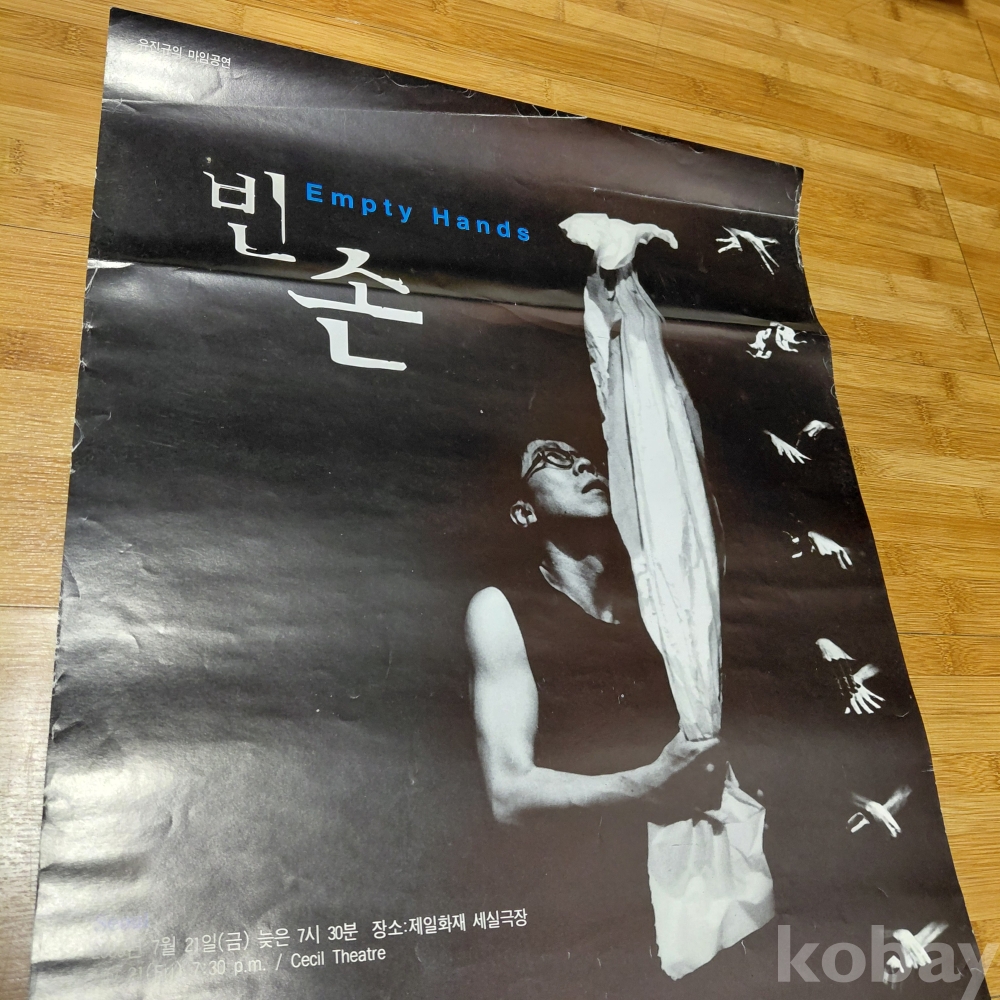 유진규의 마임공연
빈손
Empty Hands
7월 21일(금) 늦은 7시 30분 장소:제일화재 세실극장
7:30 p.m. / Cecil Theatre
kobay